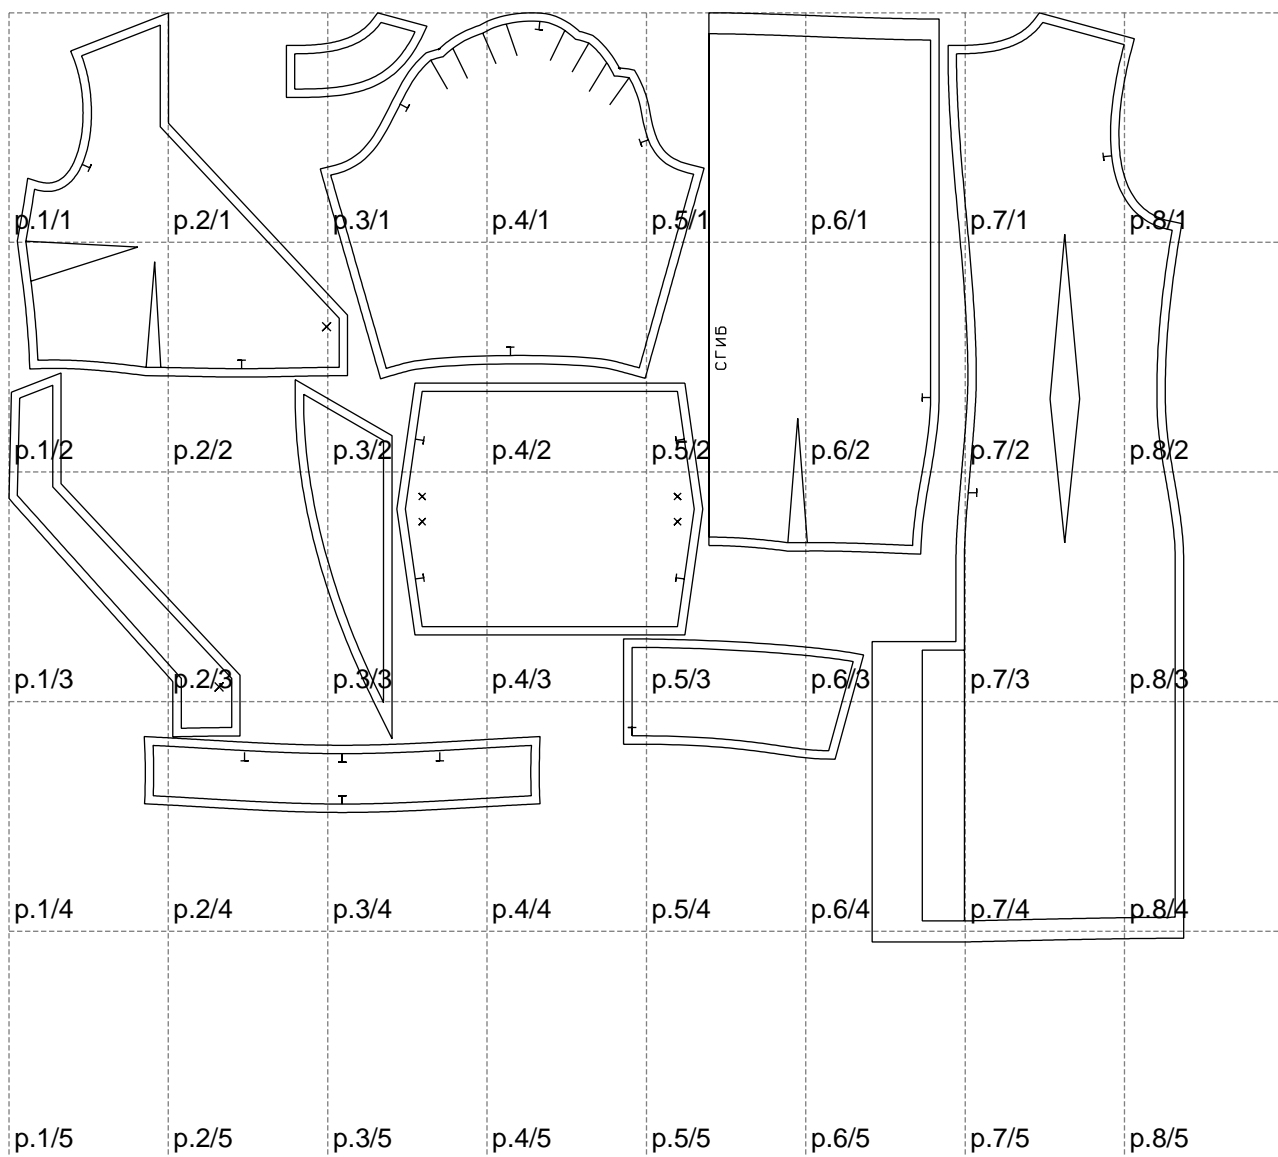 p.1/1 p.2/1 p.3/1 p.4/1 p.5/1 p.6/1 p.7/1 p.8/1
СГИБ
p.1/2 p.2/2 p.3/2 p.4/2 p.5/2 p.6/2 p.7/2 p.8/2
p.1/3 p.2/3 p.3/3 p.4/3 p.5/3 p.6/3 p.7/3 p.8/3
p.1/4 p.2/4 p.3/4 p.4/4 p.5/4 p.6/4 p.7/4 p.8/4
p.1/5 p.2/5 p.3/5 p.4/5 p.5/5 p.6/5 p.7/5 p.8/5